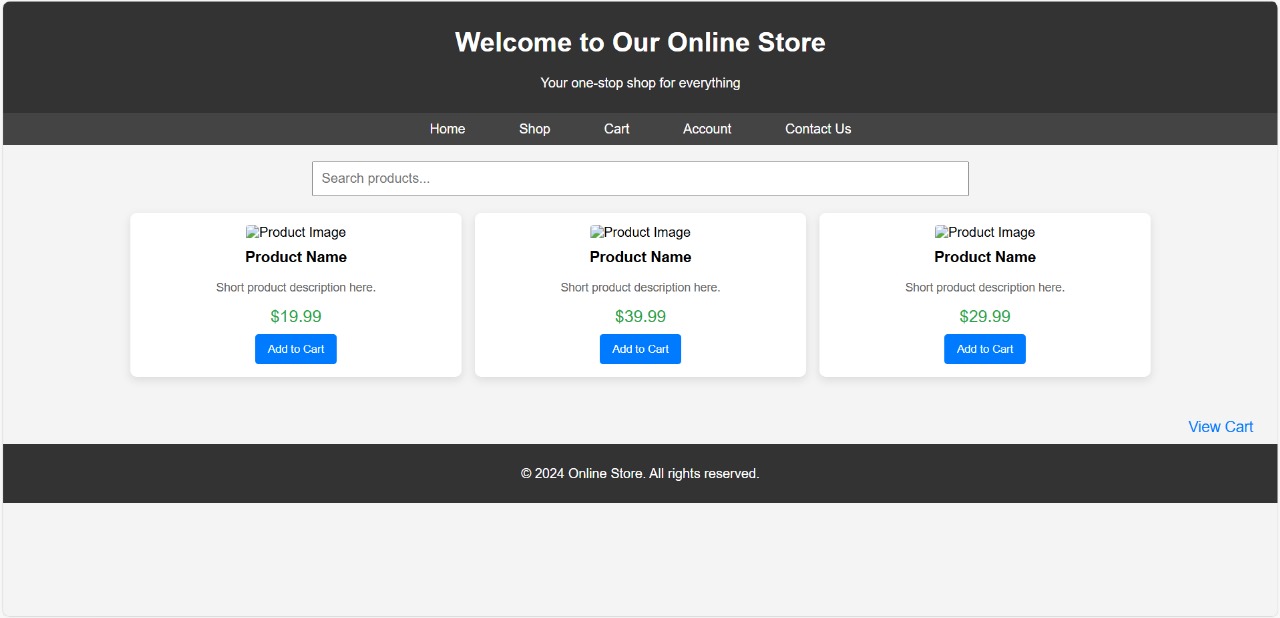 Welcome to Our Online Store
Your one-stop shop for everything
Home Shop Cart Account Contact Us
Search products...
Product Image Product Image Product Image
Product Name Product Name Product Name
Short product description here. Short product description here. Short product description here.
$19.99 $39.99 $29.99
Add to Cart Add to Cart Add to Cart
View Cart
© 2024 Online Store. All rights reserved.